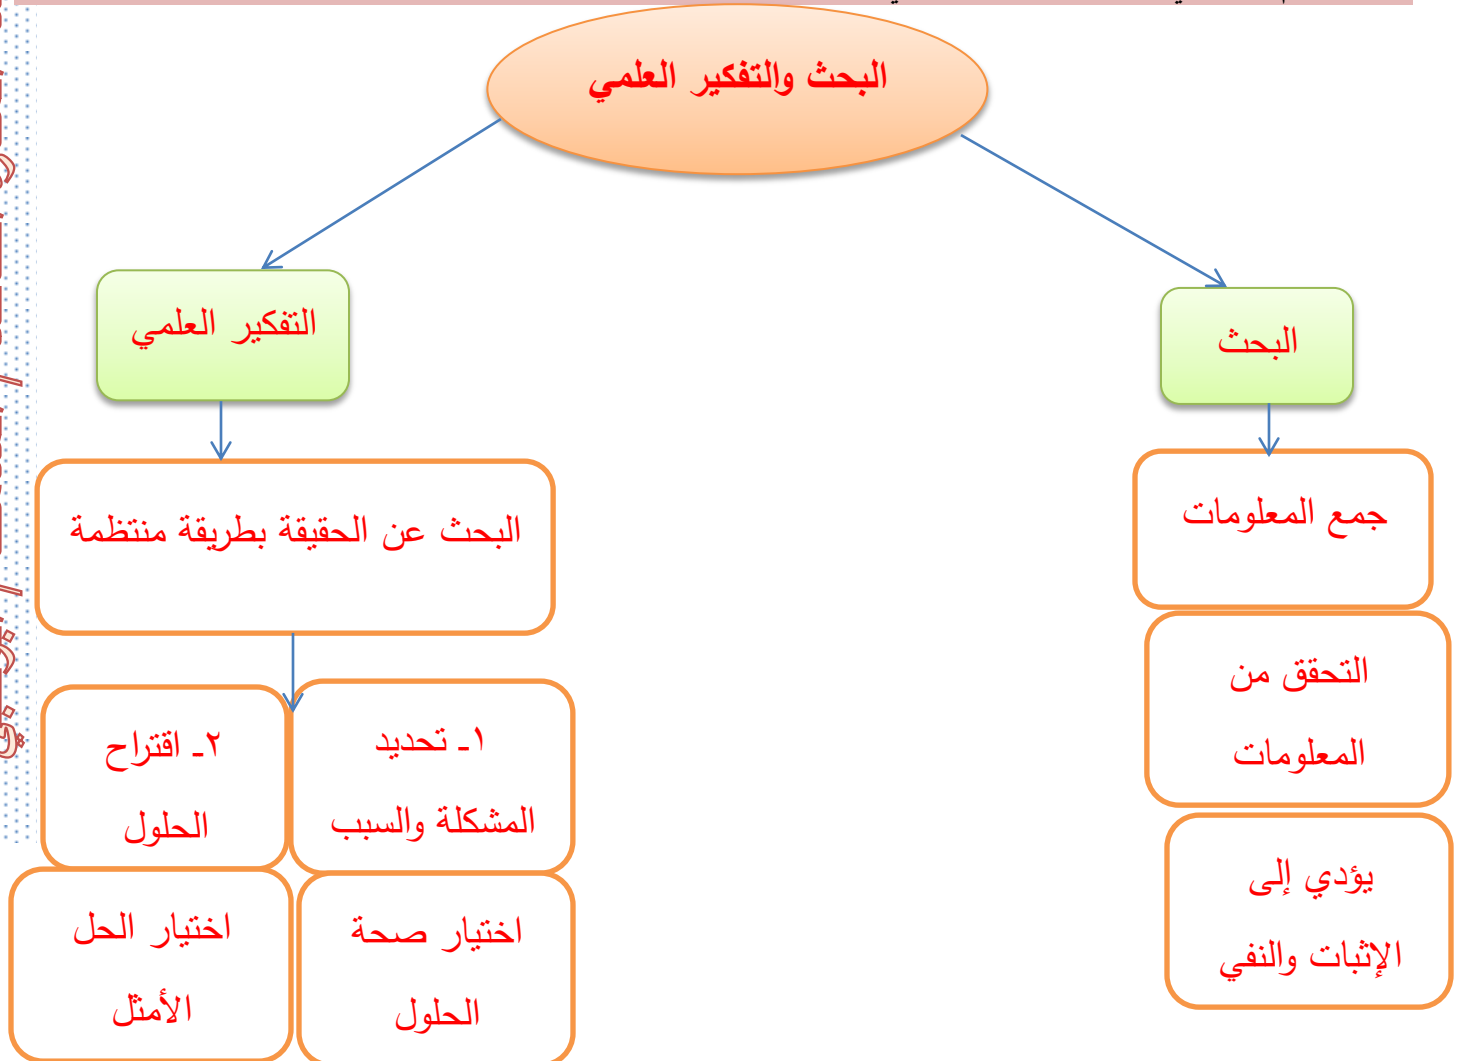 البحث والتفكير العلمي
البحث
التفكير العلمي
جمع المعلومات
التحقق من
المعلومات
يؤدي إلى
الإثبات والنفي
البحث عن الحقيقة بطريقة منتظمة
١ـ تحديد
المشكلة والسبب
٢ـ اقتراح
الحلول
اختيار صحة
الحلول
اختيار الحل
الأمثل